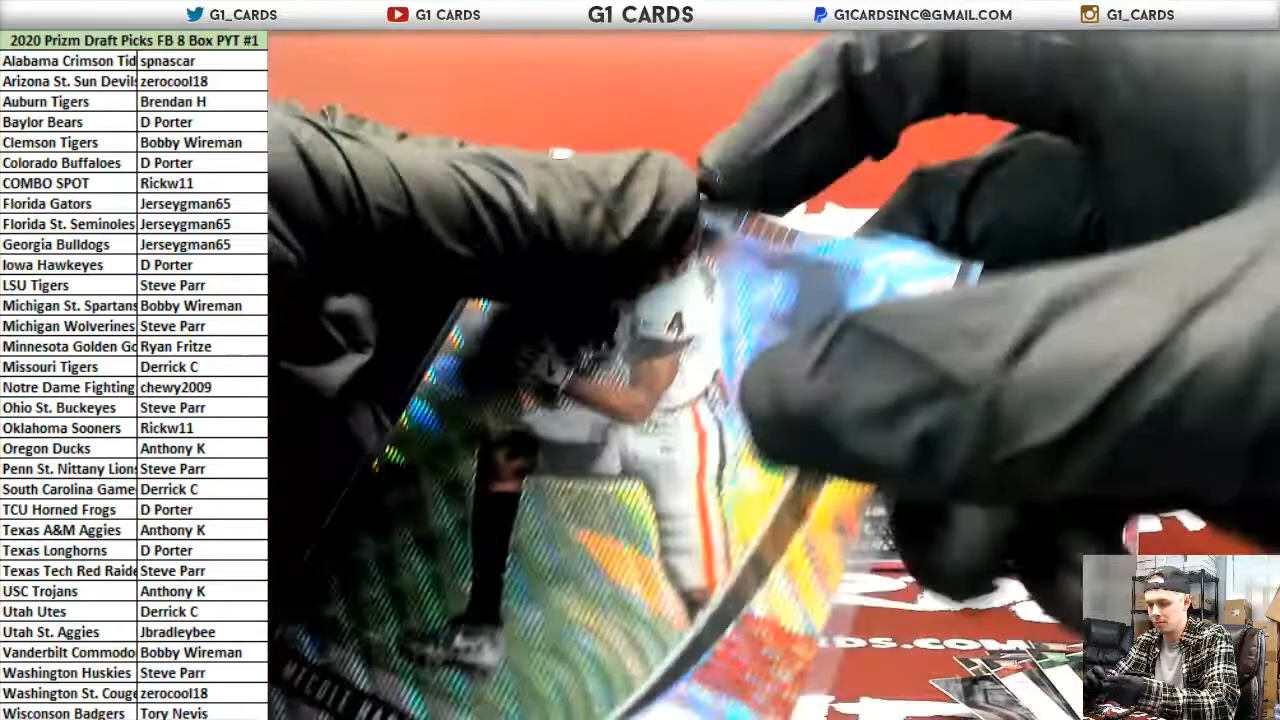 G1_CARDS G1 CARDS G1 CARDS G1CARDSINC@GMAIL.COM G1_CARDS
2020 Prizm Draft Picks FB 8 Box PYT #1
Alabama Crimson Tid spnascar
Arizona St. Sun Devils zerocool18
Auburn Tigers Brendan H
Baylor Bears D Porter
Clemson Tigers Bobby Wireman
Colorado Buffaloes D Porter
COMBO SPOT Rickw11
Florida Gators Jerseygman65
Florida St. Seminoles Jerseygman65
Georgia Bulldogs Jerseygman65
Iowa Hawkeyes D Porter
LSU Tigers Steve Parr
Michigan St. Spartans Bobby Wireman
Michigan Wolverines Steve Parr
Minnesota Golden Go Ryan Fritze
Missouri Tigers Derrick C
Notre Dame Fighting chewy2009
Ohio St. Buckeyes Steve Parr
Oklahoma Sooners Rickw11
Oregon Ducks Anthony K
Penn St. Nittany Lions Steve Parr
South Carolina Game Derrick C
TCU Horned Frogs D Porter
Texas A&M Aggies Anthony K
Texas Longhorns D Porter
Texas Tech Red Raide Steve Parr
USC Trojans Anthony K
Utah Utes Derrick C
Utah St. Aggies Jbradleybee
Vanderbilt Commodo Bobby Wireman
Washington Huskies Steve Parr
Washington St. Couga zerocool18
Wisconsin Badgers Tory Nevis
4
RDS.COM